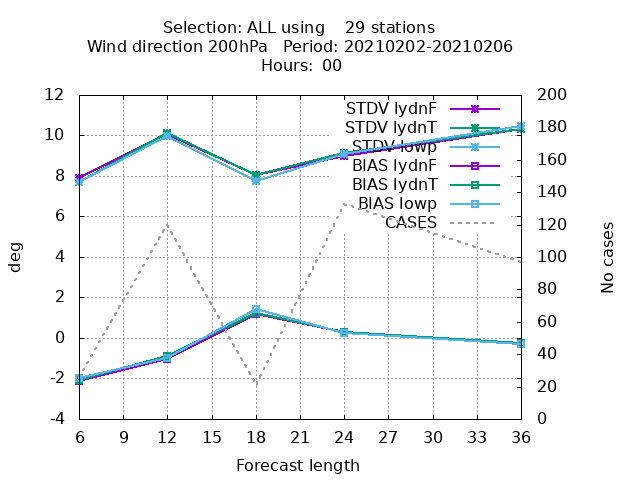 Selection: ALL using    29 stations
Wind direction 200hPa   Period: 20210202-20210206
Hours: 00
STDV lydnF
STDV lydnT
STDV lowp
BIAS lydnF
BIAS lydnT
BIAS lowp
CASES
12
10
8
6
4
2
0
-2
-4
deg
200
180
160
140
120
100
80
60
40
20
0
No cases
6 9 12 15 18 21 24 27 30 33 36
Forecast length